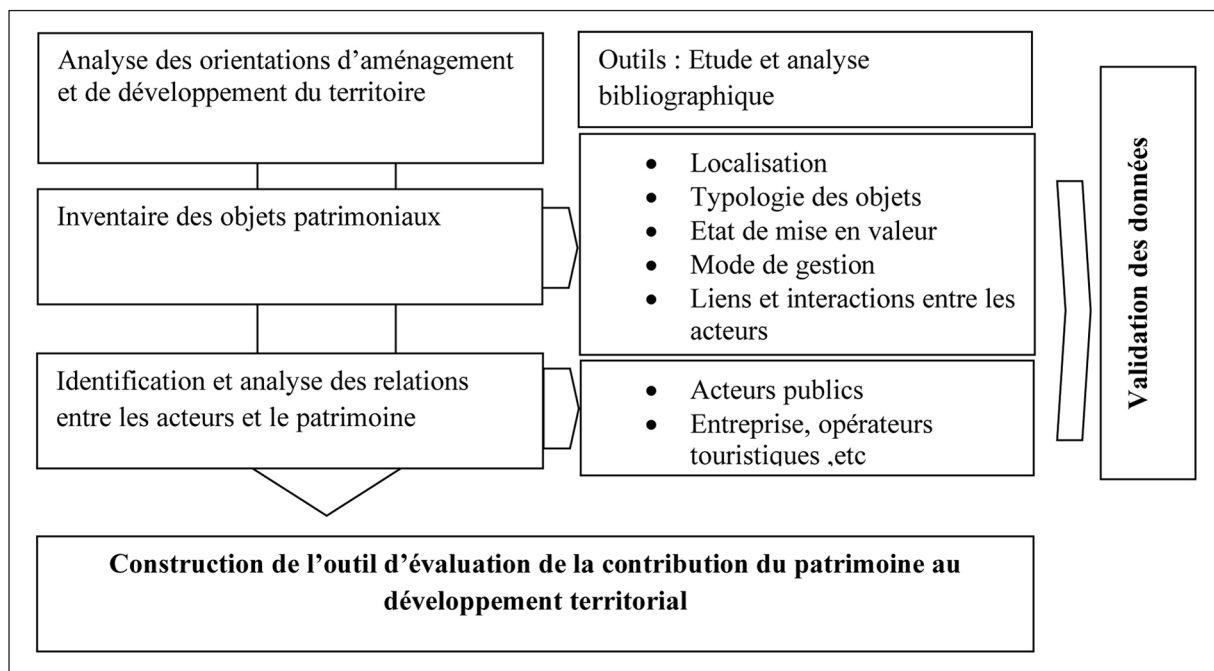 Analyse des orientations d’aménagement
et de développement du territoire
Outils : Etude et analyse
bibliographique
Inventaire des objets patrimoniaux
• Localisation
• Typologie des objets
• Etat de mise en valeur
• Mode de gestion
• Liens et interactions entre les
acteurs
Identification et analyse des relations
entre les acteurs et le patrimoine
• Acteurs publics
• Entreprise, opérateurs
touristiques ,etc
Validation des données
Construction de l’outil d’évaluation de la contribution du patrimoine au
développement territorial